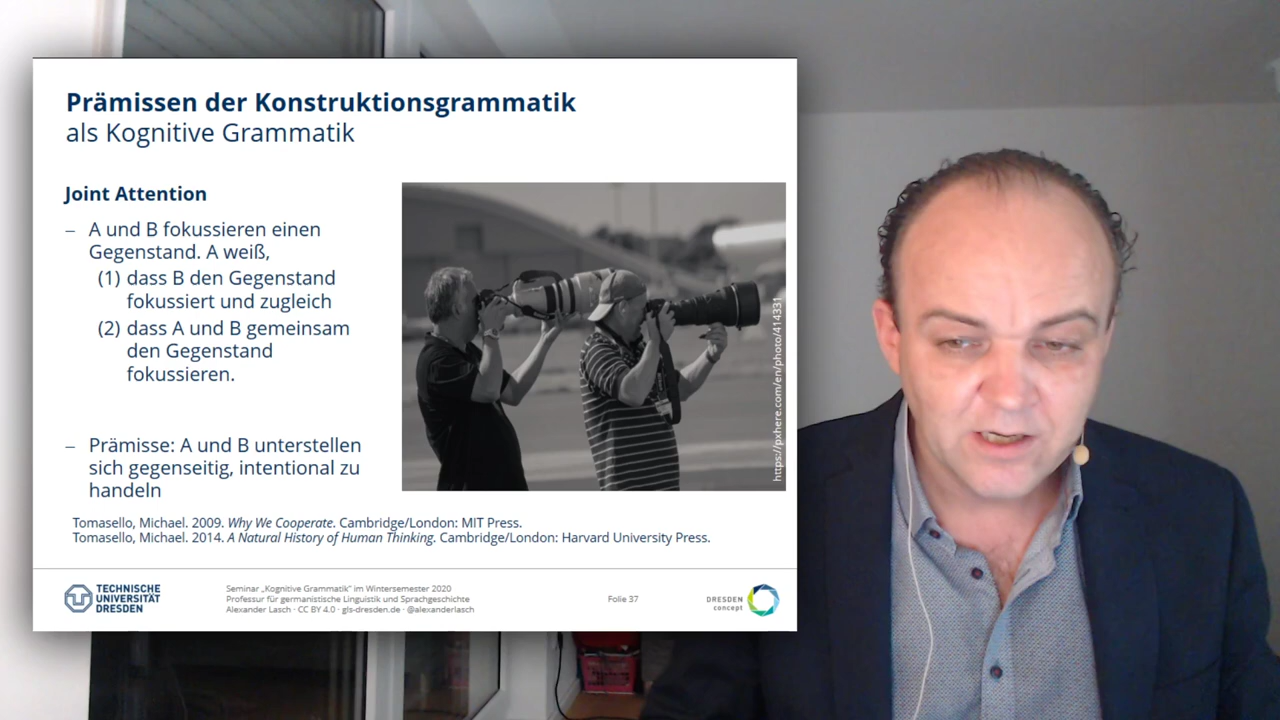 Prämissen der Konstruktionsgrammatik
als Kognitive Grammatik
Joint Attention
– A und B fokussieren einen
Gegenstand. A weiß,
(1) dass B den Gegenstand
fokussiert und zugleich
(2) dass A und B gemeinsam
den Gegenstand
fokussieren.
– Prämisse: A und B unterstellen
sich gegenseitig, intentional zu
handeln
https://pxhere.com/en/photo/414331
Tomasello, Michael. 2009. Why We Cooperate. Cambridge/London: MIT Press.
Tomasello, Michael. 2014. A Natural History of Human Thinking. Cambridge/London: Harvard University Press.
TECHNISCHE
UNIVERSITÄT
DRESDEN
Seminar „Kognitive Grammatik" im Wintersemester 2020
Professur für germanistische Linguistik und Sprachgeschichte
Alexander Lasch · CC BY 4.0 · gls-dresden.de · @alexanderlasch
Folie 37
DRESDEN
concept